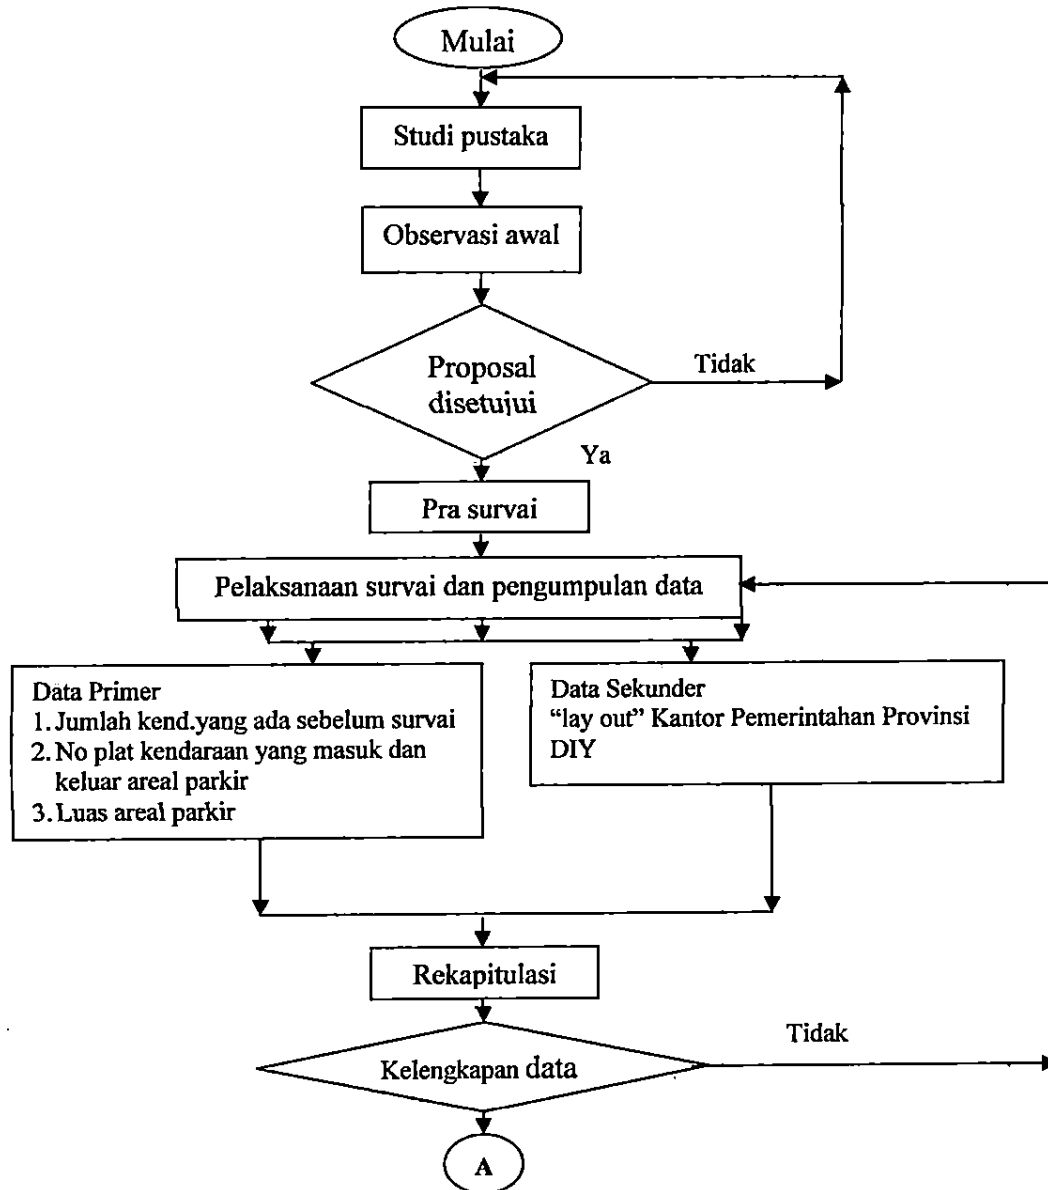 Mulai
Studi pustaka
Observasi awal
Proposal
disetujui
Tidak
Ya
Pra survai
Pelaksanaan survai dan pengumpulan data
Data Primer
1. Jumlah kend.yang ada sebelum survai
2. No plat kendaraan yang masuk dan
keluar areal parkir
3. Luas areal parkir
Data Sekunder
“lay out” Kantor Pemerintahan Provinsi
DIY
Rekapitulasi
Tidak
Kelengkapan data
A